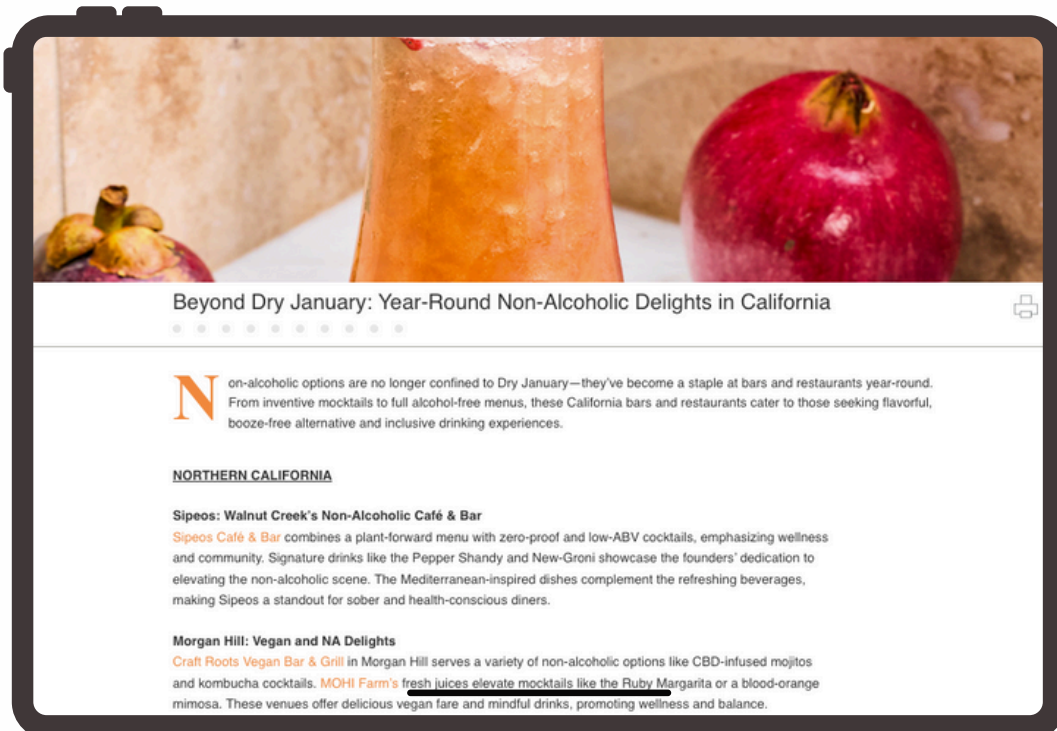 Beyond Dry January: Year-Round Non-Alcoholic Delights in California
Non-alcoholic options are no longer confined to Dry January—they've become a staple at bars and restaurants year-round.
From inventive mocktails to full alcohol-free menus, these California bars and restaurants cater to those seeking flavorful,
booze-free alternative and inclusive drinking experiences.
NORTHERN CALIFORNIA
Sipeos: Walnut Creek's Non-Alcoholic Café & Bar
Sipeos Café & Bar combines a plant-forward menu with zero-proof and low-ABV cocktails, emphasizing wellness
and community. Signature drinks like the Pepper Shandy and New-Groni showcase the founders' dedication to
elevating the non-alcoholic scene. The Mediterranean-inspired dishes complement the refreshing beverages,
making Sipeos a standout for sober and health-conscious diners.
Morgan Hill: Vegan and NA Delights
Craft Roots Vegan Bar & Grill in Morgan Hill serves a variety of non-alcoholic options like CBD-infused mojitos
and kombucha cocktails. MOHI Farm's fresh juices elevate mocktails like the Ruby Margarita or a blood-orange
mimosa. These venues offer delicious vegan fare and mindful drinks, promoting wellness and balance.